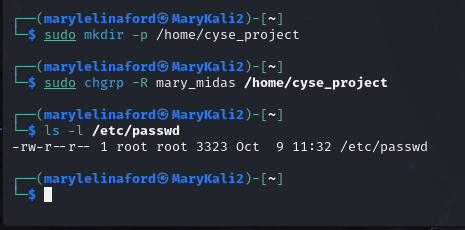 ┌──(marylelinaford㉿MaryKali2)-[~]
└─$ sudo mkdir -p /home/cyse_project
┌──(marylelinaford㉿MaryKali2)-[~]
└─$ sudo chgrp -R mary_midas /home/cyse_project
┌──(marylelinaford㉿MaryKali2)-[~]
└─$ ls -l /etc/passwd
-rw-r--r-- 1 root root 3323 Oct  9 11:32 /etc/passwd
┌──(marylelinaford㉿MaryKali2)-[~]
└─$